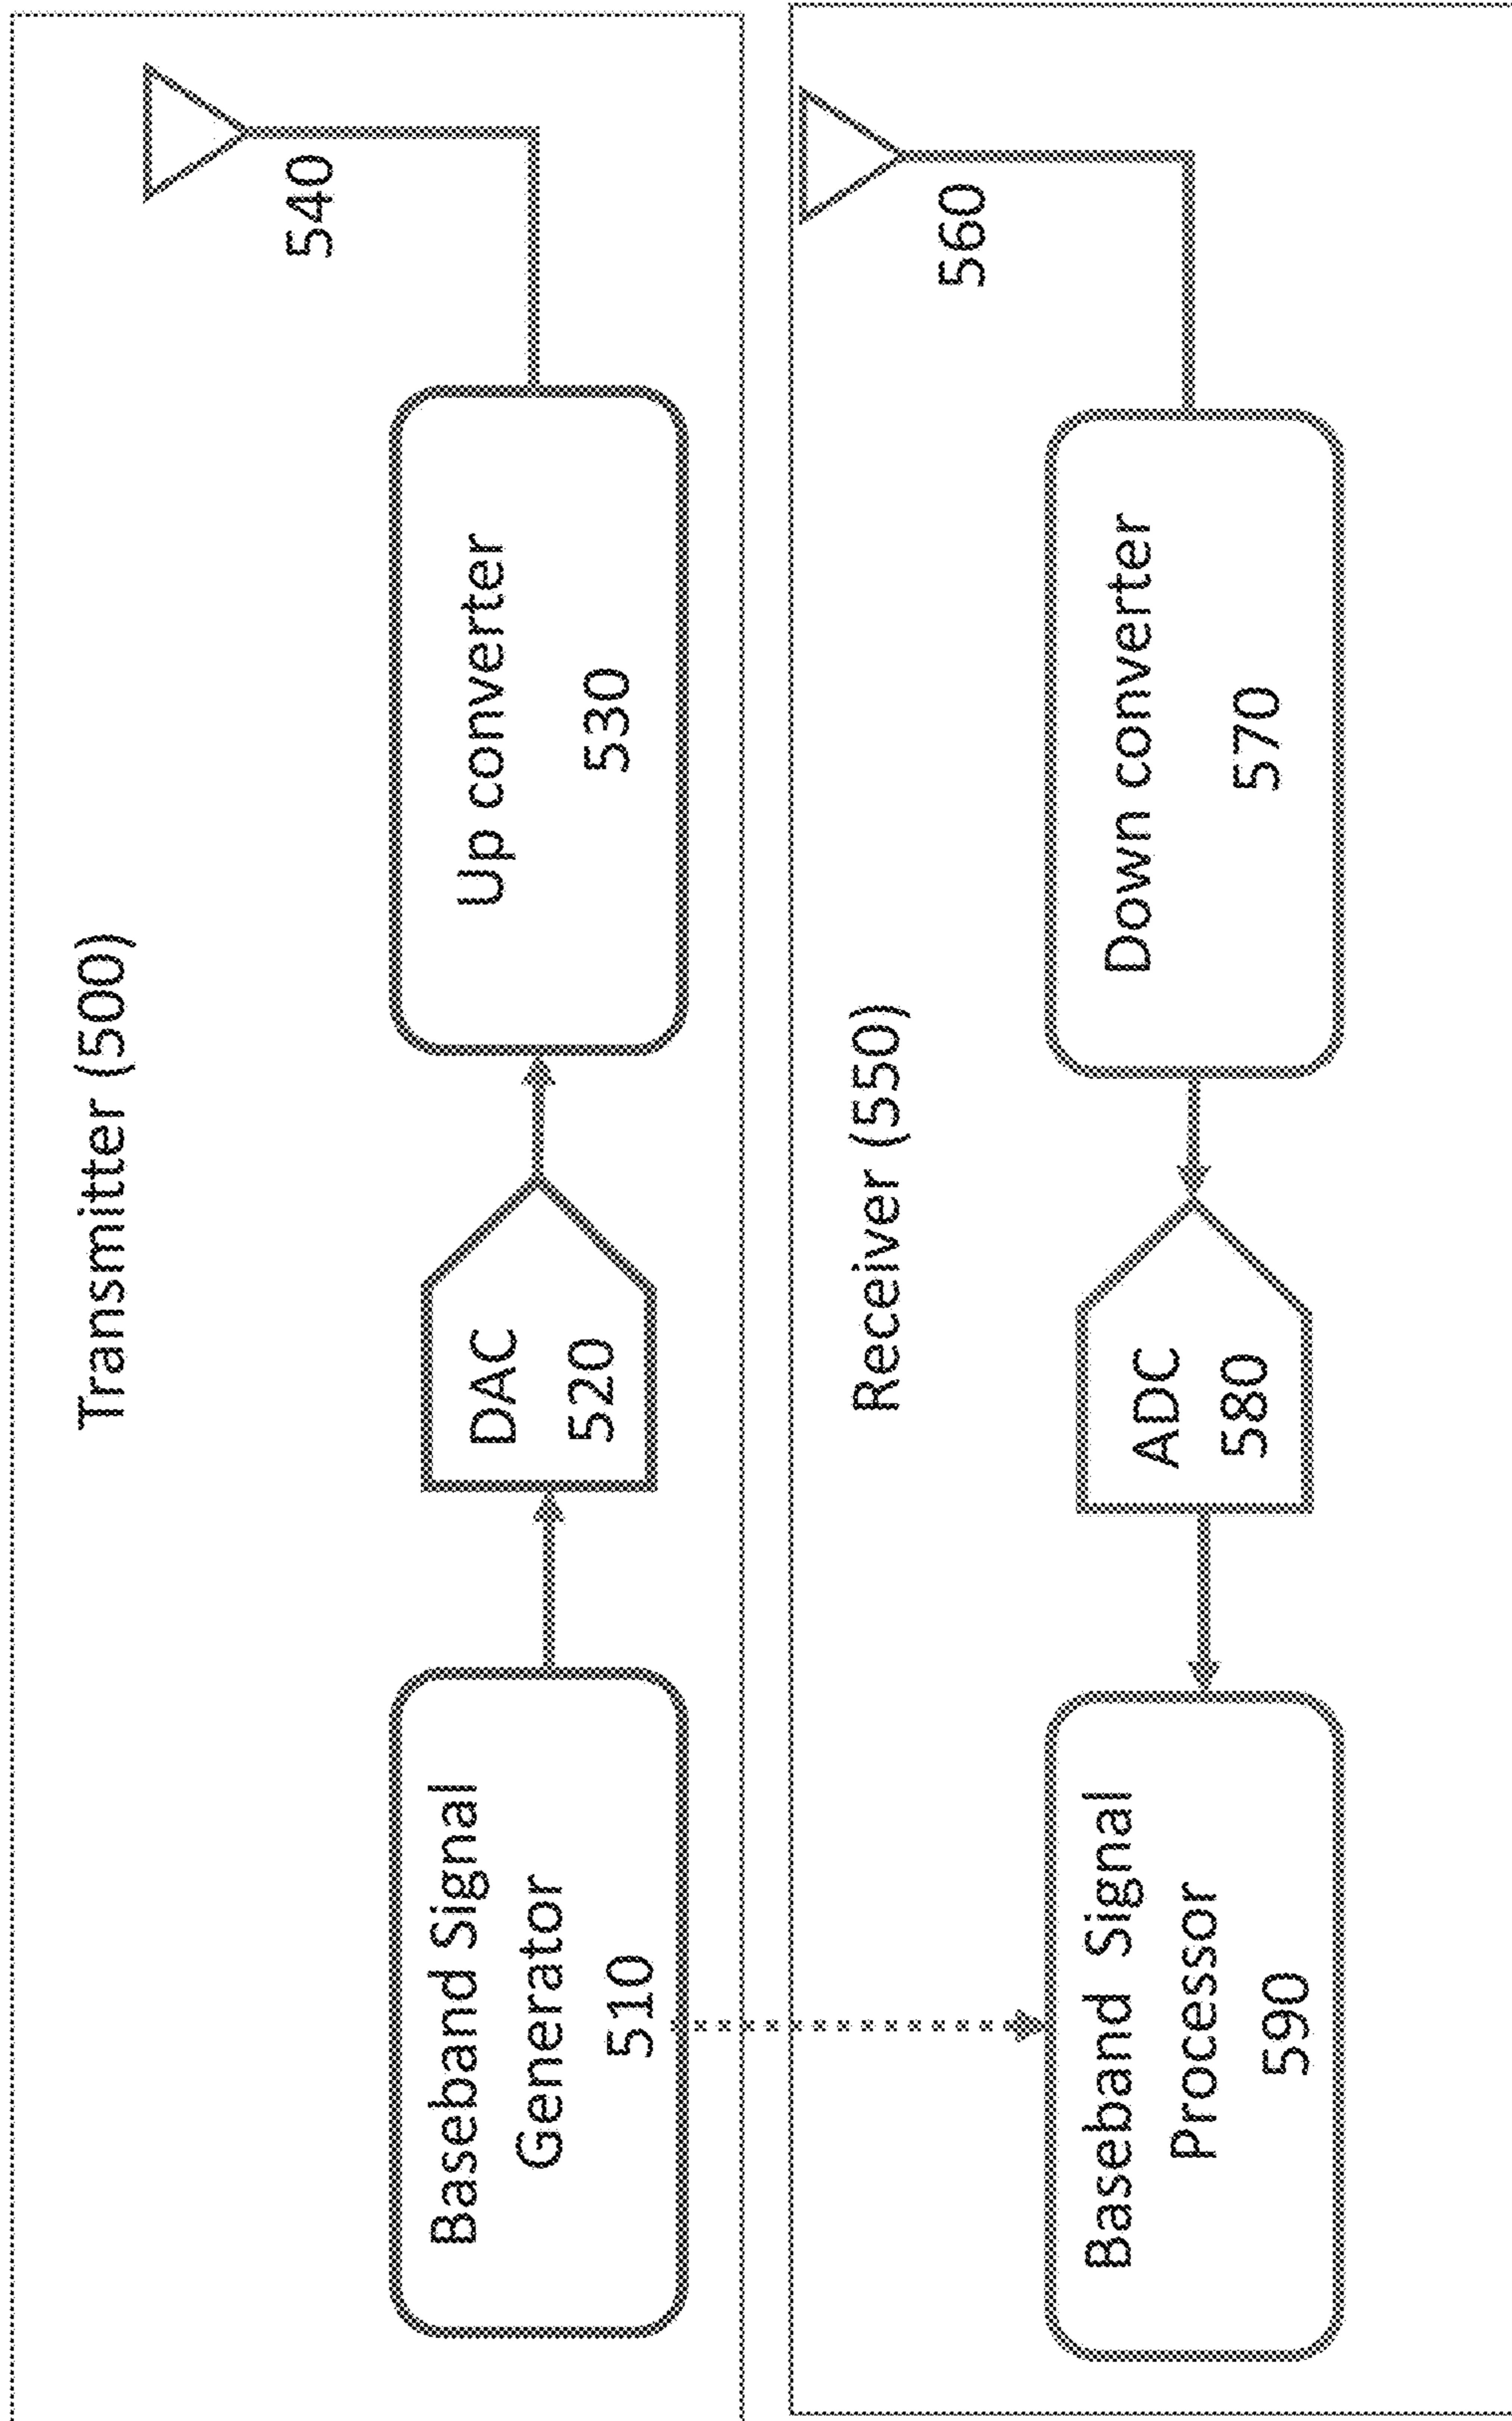 Transmitter (500)
Baseband Signal
Generator
510
DAC
520
Up converter
530
540
Receiver (550)
Baseband Signal
Processor
590
ADC
580
Down converter
570
560